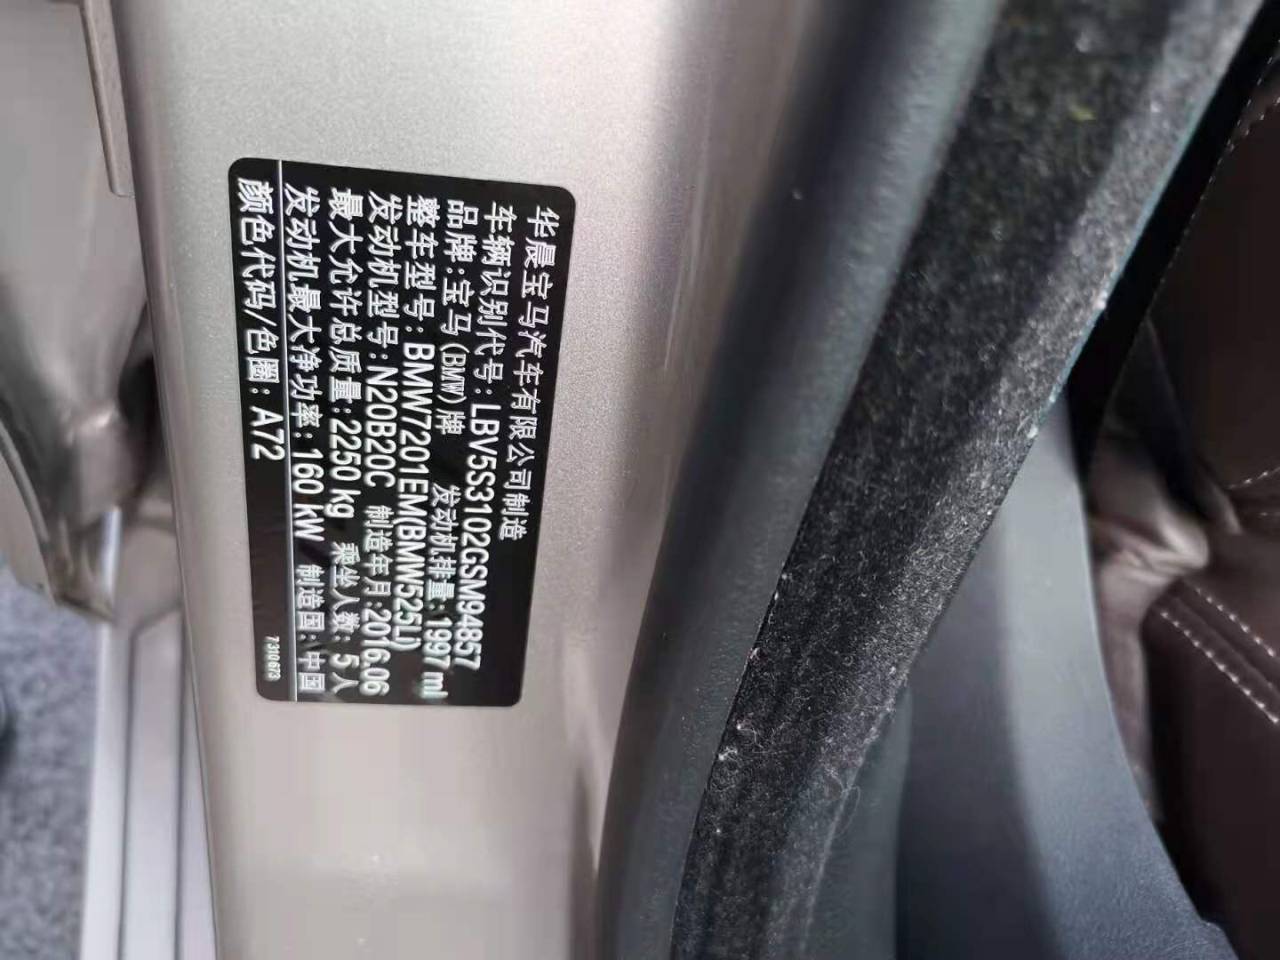 华晨宝马汽车有限公司制造
车辆识别代号:LBV5S3102GSM94857
品牌:宝马(BMW)牌 发动机排量:1997 ml
整车型号:BMW7201EM(BMW525Li)
发动机型号:N20B20C 制造年月:2016.06
最大允许总质量:2250 kg 乘坐人数:5 人
发动机最大净功率:160 kW 制造国:中国
颜色代码/色圈:A72 7310673